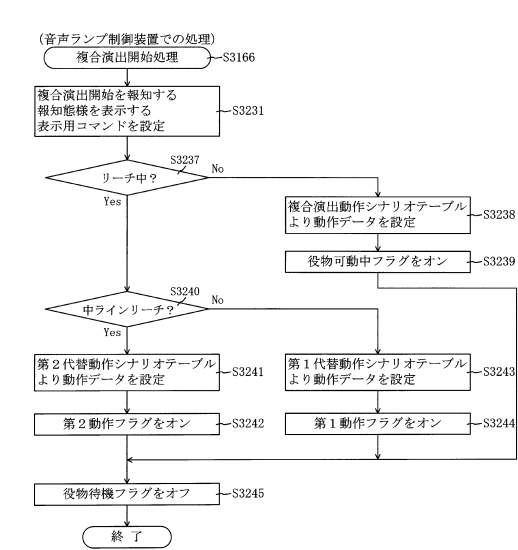 (音声ランプ制御装置での処理)
複合演出開始処理
S3166
複合演出開始を報知する
報知態様を表示する
表示用コマンドを設定
S3231
S3237
リーチ中?
No
Yes
複合演出動作シナリオテーブル
より動作データを設定
S3238
役物可動中フラグをオン
S3239
S3240
中ラインリーチ?
No
Yes
第2代替動作シナリオテーブル
より動作データを設定
S3241
第1代替動作シナリオテーブル
より動作データを設定
S3243
第2動作フラグをオン
S3242
第1動作フラグをオン
S3244
役物待機フラグをオフ
S3245
終 了